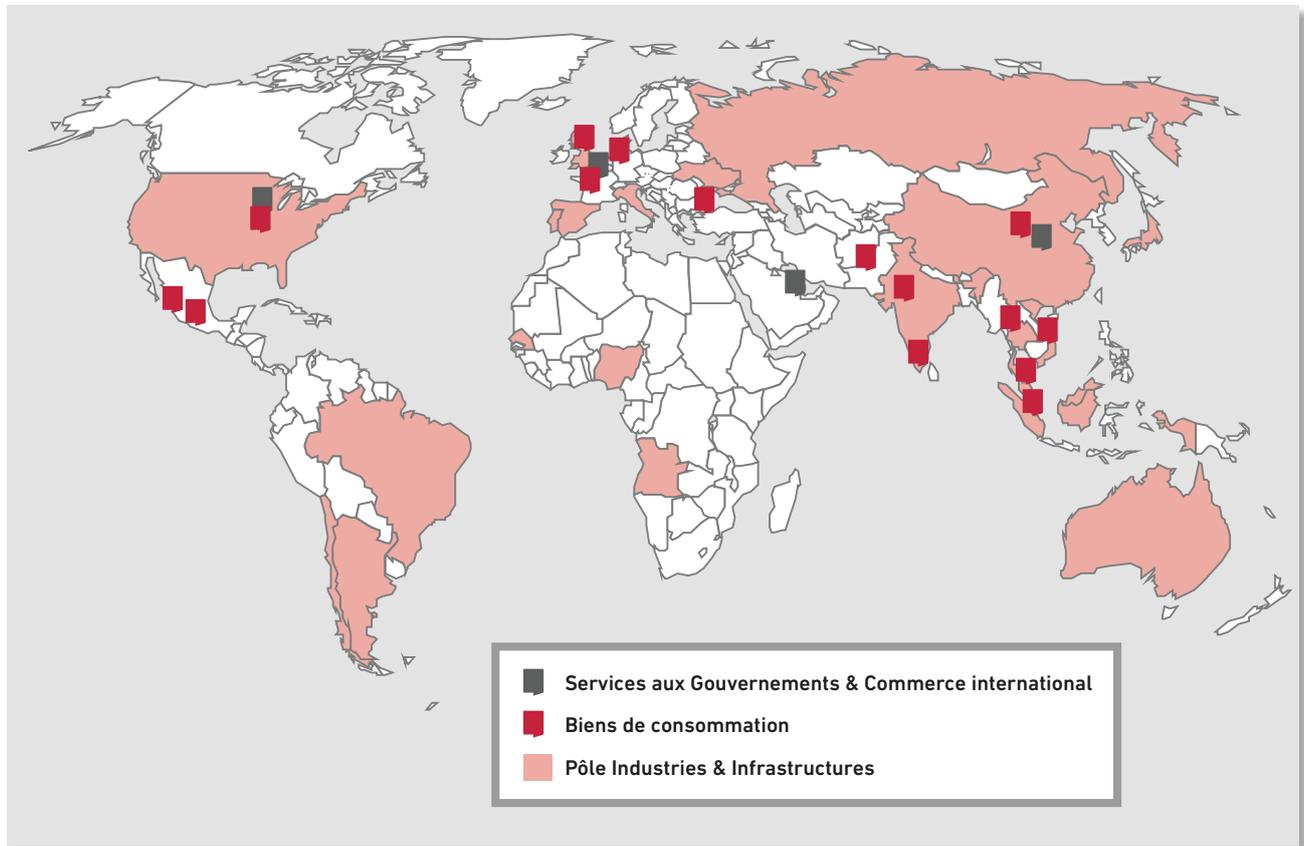 Services aux Gouvernements & Commerce international
Biens de consommation
Pôle Industries & Infrastructures